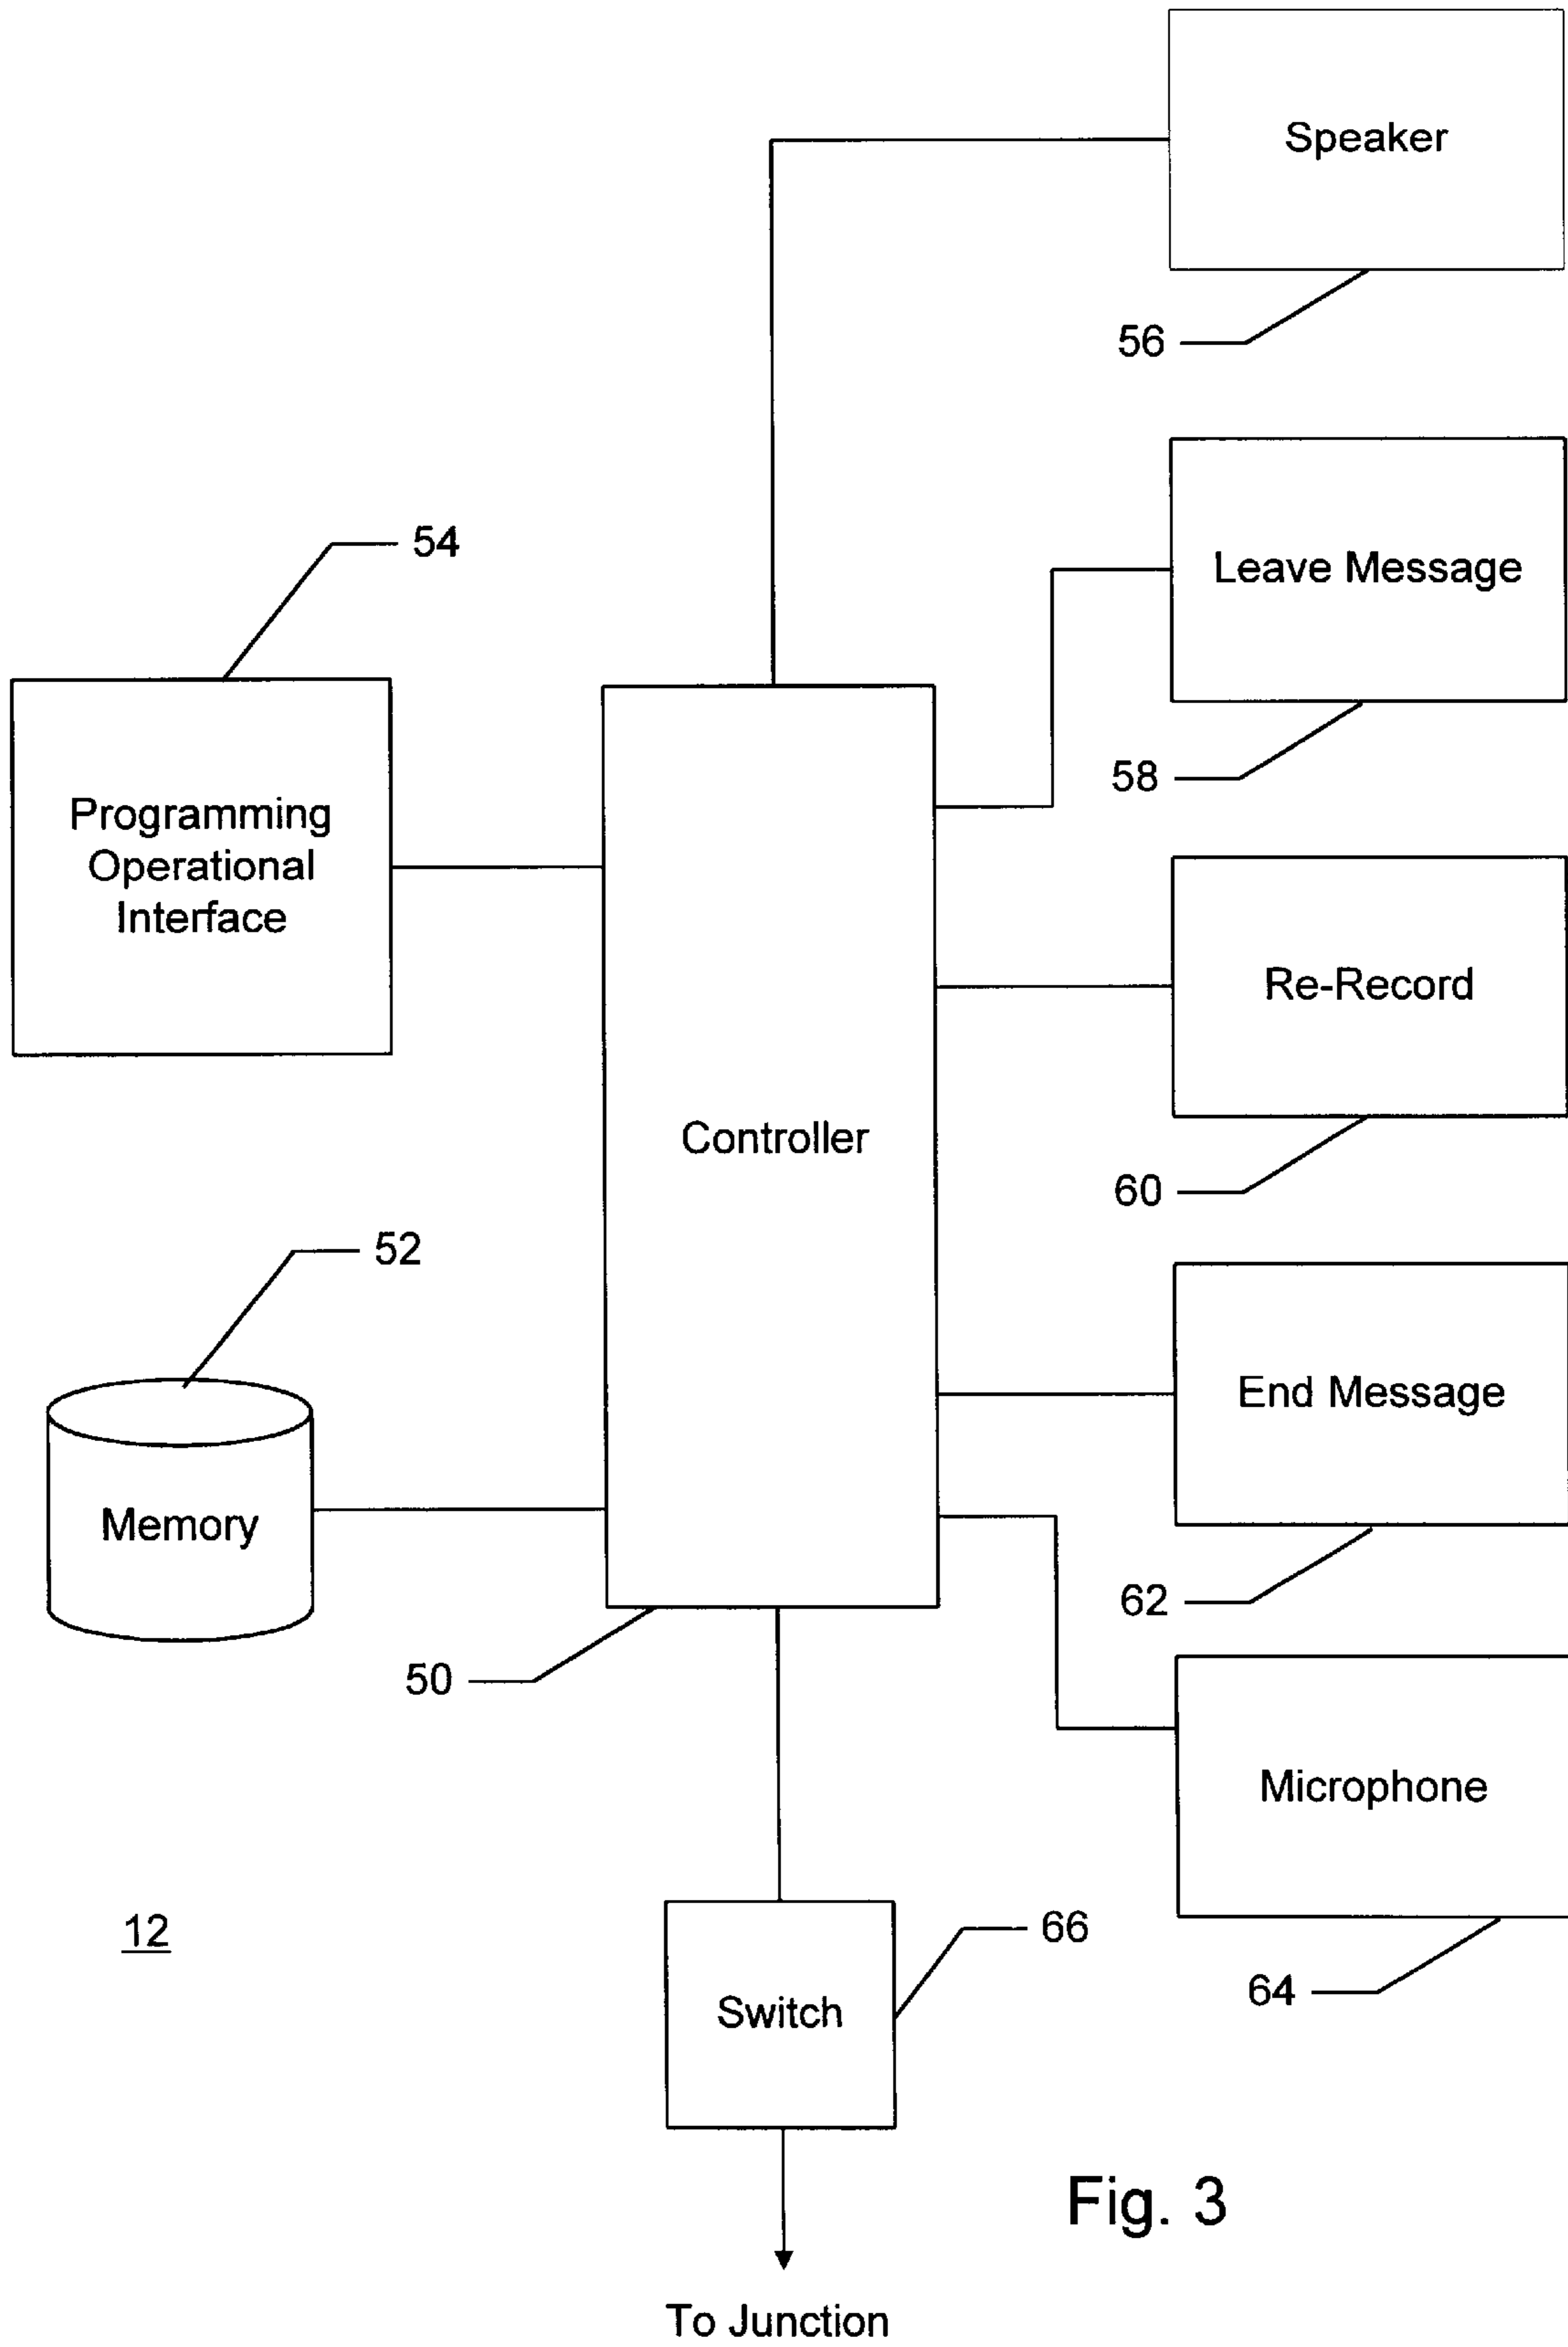 Speaker
56
54
Leave Message
58
Programming
Operational
Interface
Re-Record
Controller
60
52
End Message
Memory
62
50
Microphone
12
66
64
Switch
Fig. 3
To Junction